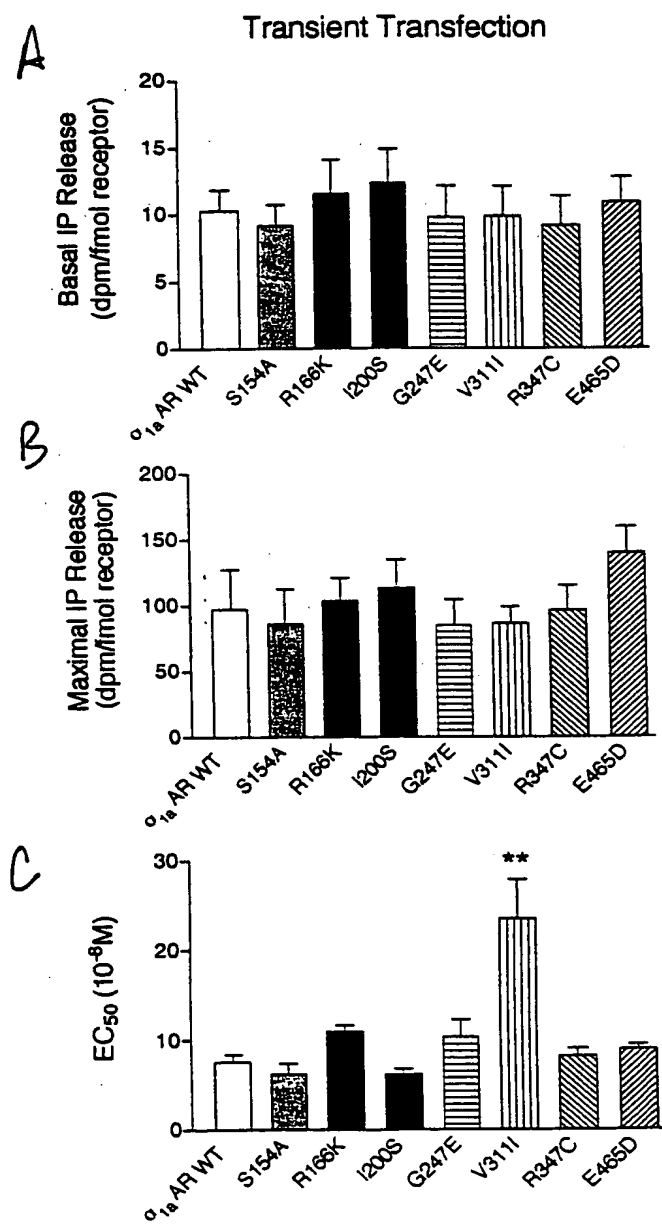 Transient Transfection
A
Basal IP Release
(dpm/fmol receptor)
20
15
10
5
0
α1a AR WT
S154A
R166K
I200S
G247E
V311I
R347C
E465D
B
Maximal IP Release
(dpm/fmol receptor)
200
150
100
50
0
α1a AR WT
S154A
R166K
I200S
G247E
V311I
R347C
E465D
C
EC50 (10-8M)
30
20
10
0
**
α1a AR WT
S154A
R166K
I200S
G247E
V311I
R347C
E465D